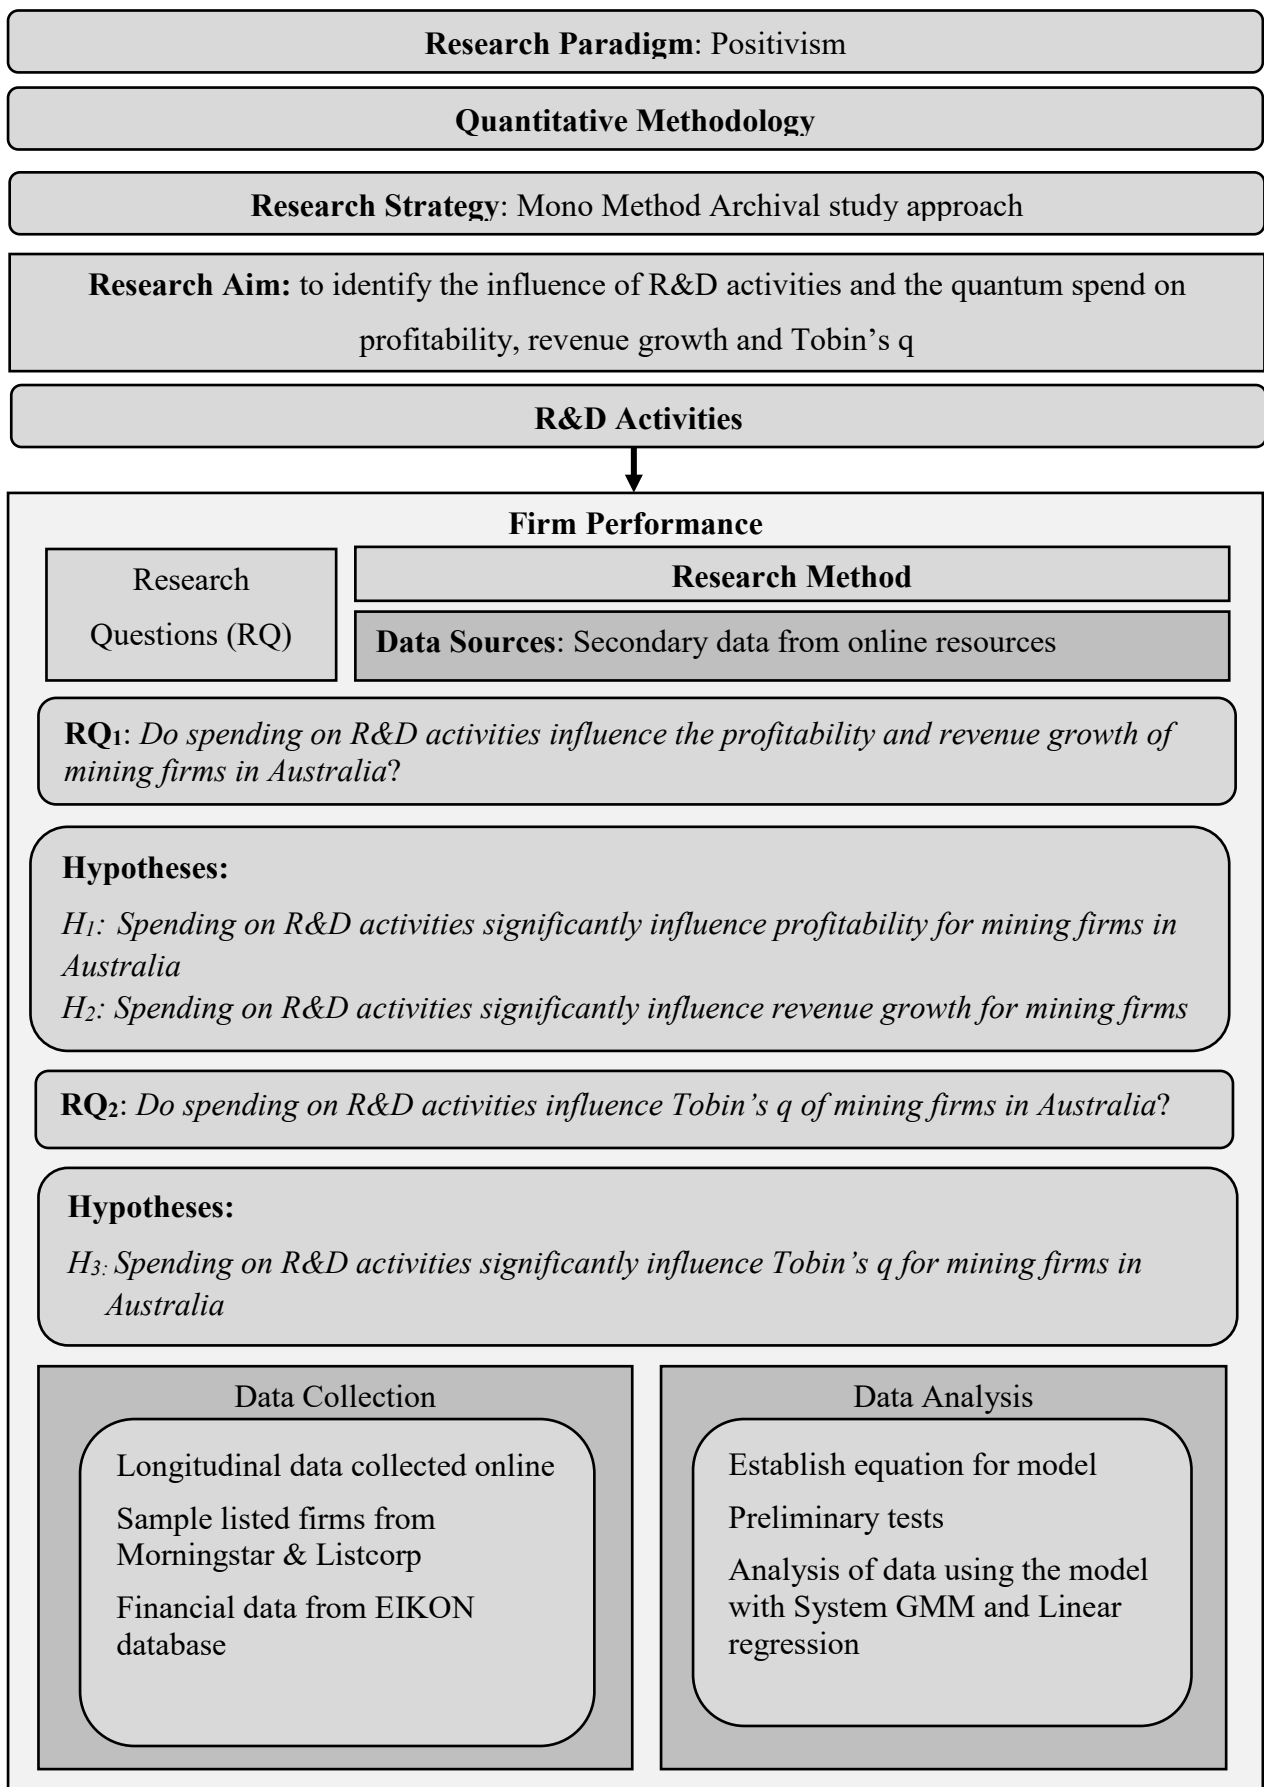 Research Paradigm: Positivism
Quantitative Methodology
Research Strategy: Mono Method Archival study approach
Research Aim: to identify the influence of R&D activities and the quantum spend on
profitability, revenue growth and Tobin’s q
R&D Activities
Firm Performance
Research
Questions (RQ)
Research Method
Data Sources: Secondary data from online resources
RQ1: Do spending on R&D activities influence the profitability and revenue growth of
mining firms in Australia?
Hypotheses:
H1: Spending on R&D activities significantly influence profitability for mining firms in
Australia
H2: Spending on R&D activities significantly influence revenue growth for mining firms
RQ2: Do spending on R&D activities influence Tobin’s q of mining firms in Australia?
Hypotheses:
H3: Spending on R&D activities significantly influence Tobin’s q for mining firms in
Australia
Data Collection
Longitudinal data collected online
Sample listed firms from
Morningstar & Listcorp
Financial data from EIKON
database
Data Analysis
Establish equation for model
Preliminary tests
Analysis of data using the model
with System GMM and Linear
regression